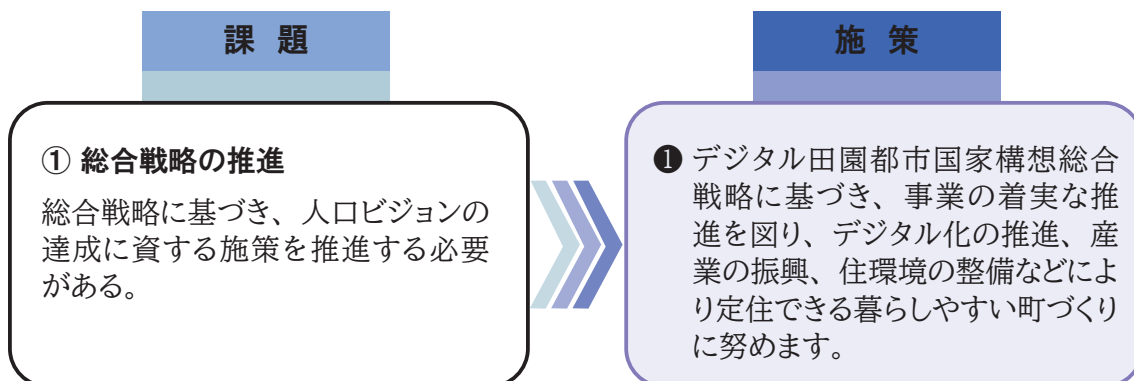 課題
① 総合戦略の推進
総合戦略に基づき、人口ビジョンの
達成に資する施策を推進する必要
がある。
施策
❶ デジタル田園都市国家構想総合
戦略に基づき、事業の着実な推
進を図り、デジタル化の推進、産
業の振興、住環境の整備などによ
り定住できる暮らしやすい町づくり
に努めます。